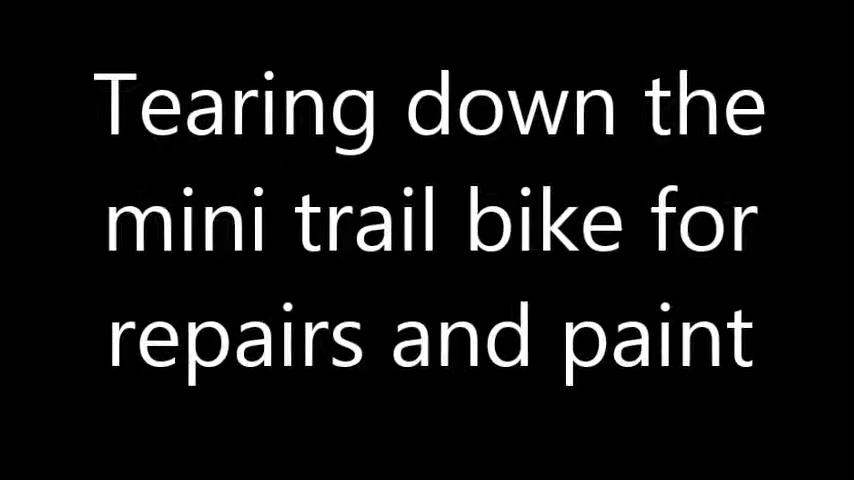 Tearing down the
mini trail bike for
repairs and paint